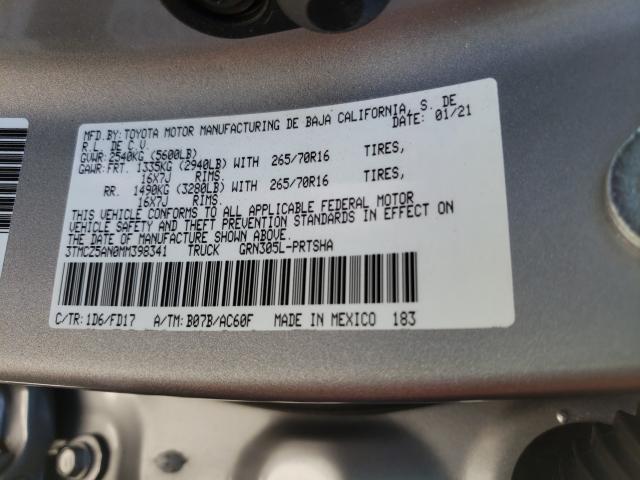 MFD.BY:TOYOTA MOTOR MANUFACTURING DE BAJA CALIFORNIA, S. DE
R.L. DE C.V. DATE: 01/21
GVWR:2540KG (5600LB)
GAWR:FRT. 1335KG (2940LB) WITH 265/70R16 TIRES,
16X7J RIMS.
RR. 1490KG (3280LB) WITH 265/70R16 TIRES,
16X7J RIMS.
THIS VEHICLE CONFORMS TO ALL APPLICABLE FEDERAL MOTOR
VEHICLE SAFETY AND THEFT PREVENTION STANDARDS IN EFFECT ON
THE DATE OF MANUFACTURE SHOWN ABOVE.
3TMCZ5AN0MM398341 TRUCK GRN305L-PRTSHA
C/TR: 1D6/FD17 A/TM: B07B/AC60F MADE IN MEXICO 183